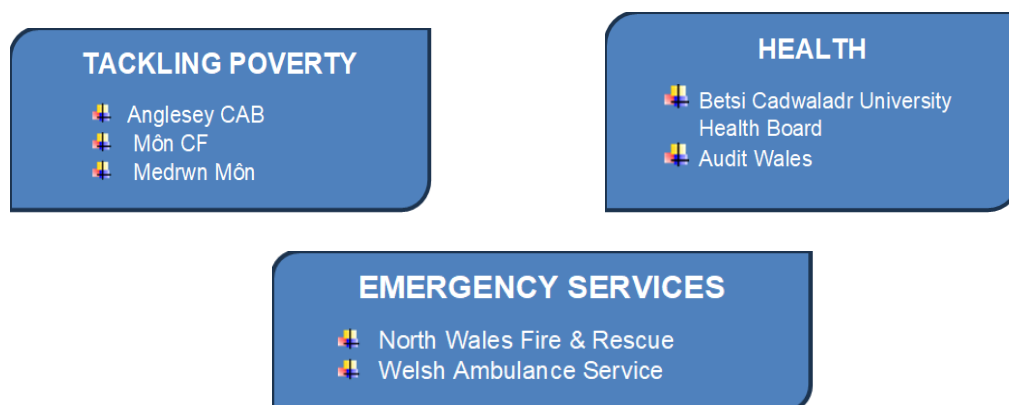 TACKLING POVERTY
Anglesey CAB
Môn CF
Medrwn Môn
HEALTH
Betsi Cadwaladr University
Health Board
Audit Wales
EMERGENCY SERVICES
North Wales Fire & Rescue
Welsh Ambulance Service